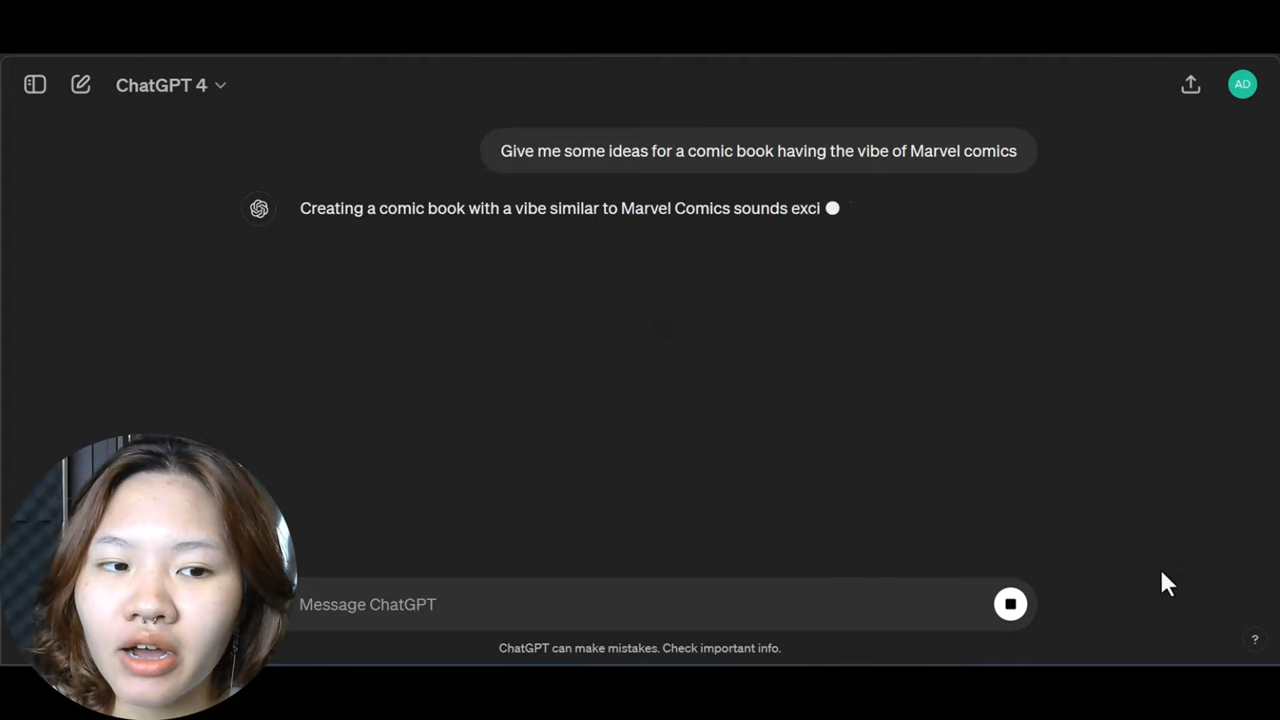 ChatGPT 4
AD
Give me some ideas for a comic book having the vibe of Marvel comics
Creating a comic book with a vibe similar to Marvel Comics sounds exci
Message ChatGPT
ChatGPT can make mistakes. Check important info.
?